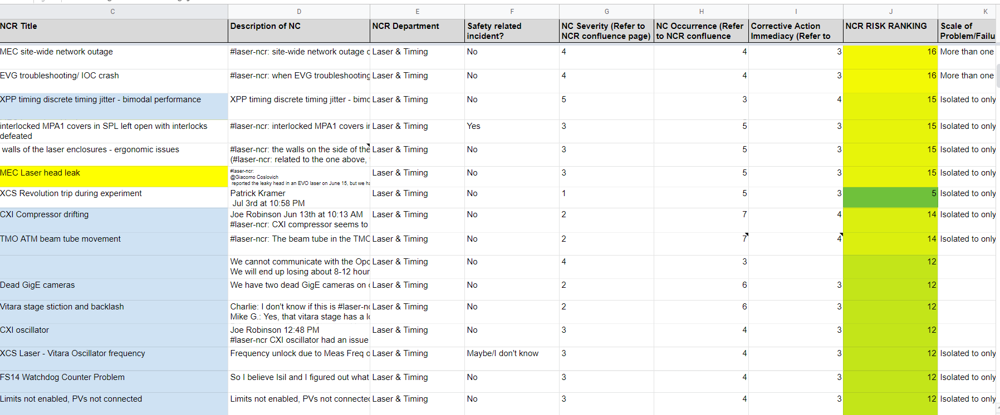 C D E F G H I J K
NCR Title Description of NC NCR Department Safety related incident? NC Severity (Refer to NCR confluence page) NC Occurrence (Refer to NCR confluence Corrective Action Immediacy (Refer to NCR RISK RANKING Scale of Problem/Failu
MEC site-wide network outage #laser-ncr: site-wide network outage Laser & Timing No 4 4 3 16 More than one
EVG troubleshooting/ IOC crash #laser-ncr: when EVG troubleshooting Laser & Timing No 4 4 3 16 More than one
XPP timing discrete timing jitter - bimodal performance XPP timing discrete timing jitter - bimo Laser & Timing No 5 3 4 15 Isolated to only
interlocked MPA1 covers in SPL left open with interlocks #laser-ncr: interlocked MPA1 covers in Laser & Timing Yes 3 5 3 15 Isolated to only
defeated
walls of the laser enclosures - ergonomic issues #laser-ncr: the walls on the side of the Laser & Timing No 3 5 3 15 Isolated to only
(#laser-ncr: related to the one above,
MEC Laser head leak #laser-ncr: Laser & Timing No 3 5 3 15 Isolated to only
@Giacomo Coslovich
reported the leaky head in an EVO laser on June 15, but we ha
XCS Revolution trip during experiment Patrick Kramer Laser & Timing No 1 5 3 5 Isolated to only
Jul 3rd at 10:58 PM
CXI Compressor drifting Joe Robinson Jun 13th at 10:13 AM Laser & Timing No 2 7 4 14 Isolated to only
#laser-ncr: CXI compressor seems to
TMO ATM beam tube movement #laser-ncr: The beam tube in the TMO Laser & Timing No 2 7 4 14 Isolated to only
We cannot communicate with the Opc Laser & Timing No 4 3 12
We will end up losing about 8-12 hour
Dead GigE cameras We have two dead GigE cameras on Laser & Timing No 2 6 3 12
Vitara stage stiction and backlash Charlie: I don't know if this is #laser-nc Laser & Timing No 2 6 3 12
Mike G.: Yes, that vitara stage has a lo
CXI oscillator Joe Robinson 12:48 PM Laser & Timing No 3 4 3 12
#laser-ncr CXI oscillator had an issue
XCS Laser - Vitara Oscillator frequency Frequency unlock due to Meas Freq Laser & Timing Maybe/I don't know 3 4 3 12 Isolated to only
FS14 Watchdog Counter Problem So I believe Isil and I figured out what Laser & Timing No 3 4 3 12 Isolated to only
Limits not enabled, PVs not connected Limits not enabled, PVs not connected Laser & Timing No 3 4 3 12 Isolated to only